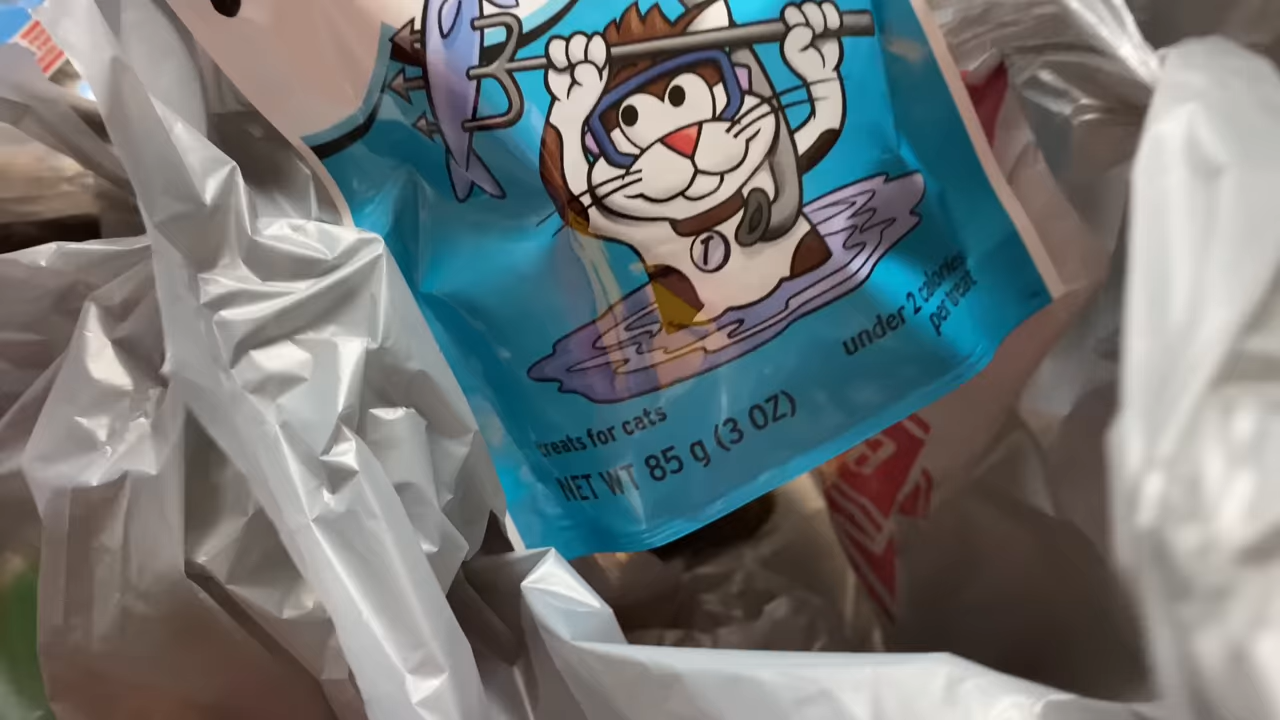 T
under 2 calories
per treat
treats for cats
NET WT 85 g (3 OZ)